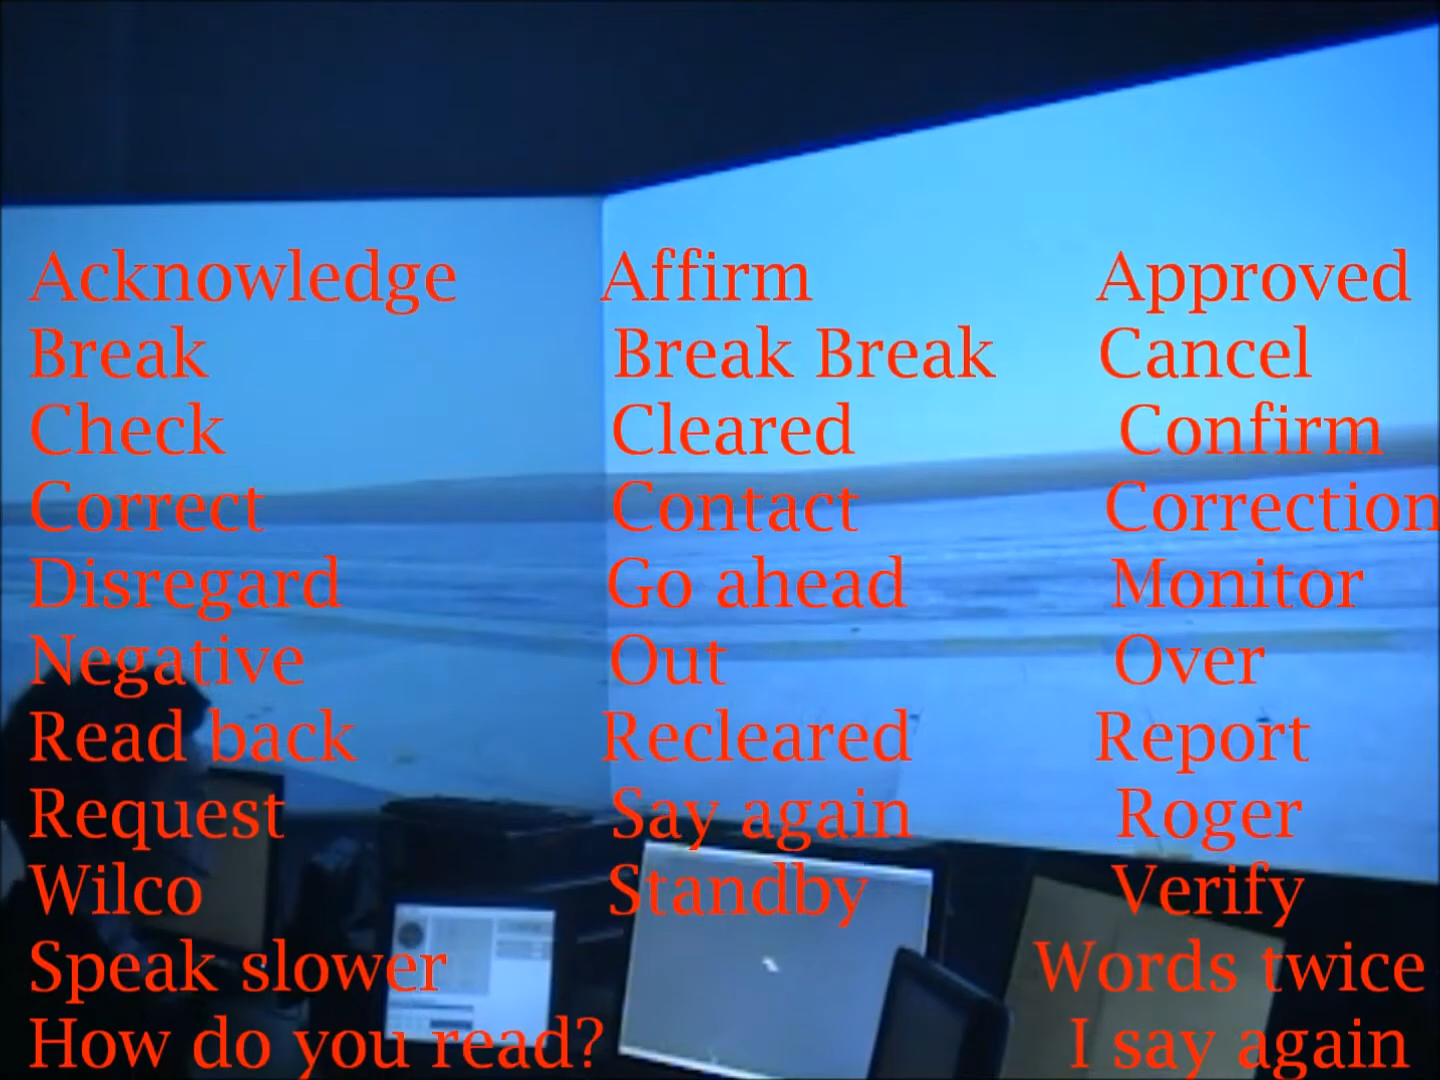 Acknowledge Affirm Approved
Break Break Break Cancel
Check Cleared Confirm
Correct Contact Correction
Disregard Go ahead Monitor
Negative Out Over
Read back Recleared Report
Request Say again Roger
Wilco Standby Verify
Speak slower Words twice
How do you read? I say again